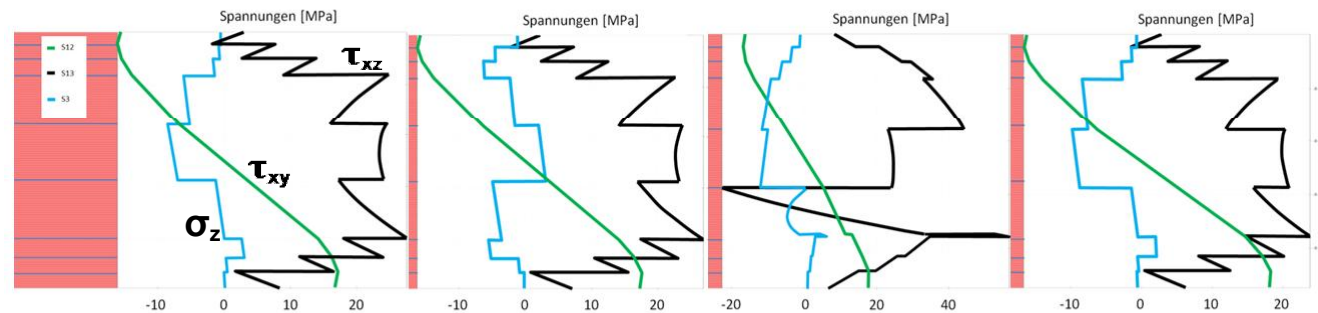 Spannungen [MPa]
Spannungen [MPa]
Spannungen [MPa]
Spannungen [MPa]
S12
S13
S3
τxz
τxy
σz
-10 0 10 20
-10 0 10 20
-20 0 20 40
-10 0 10 20